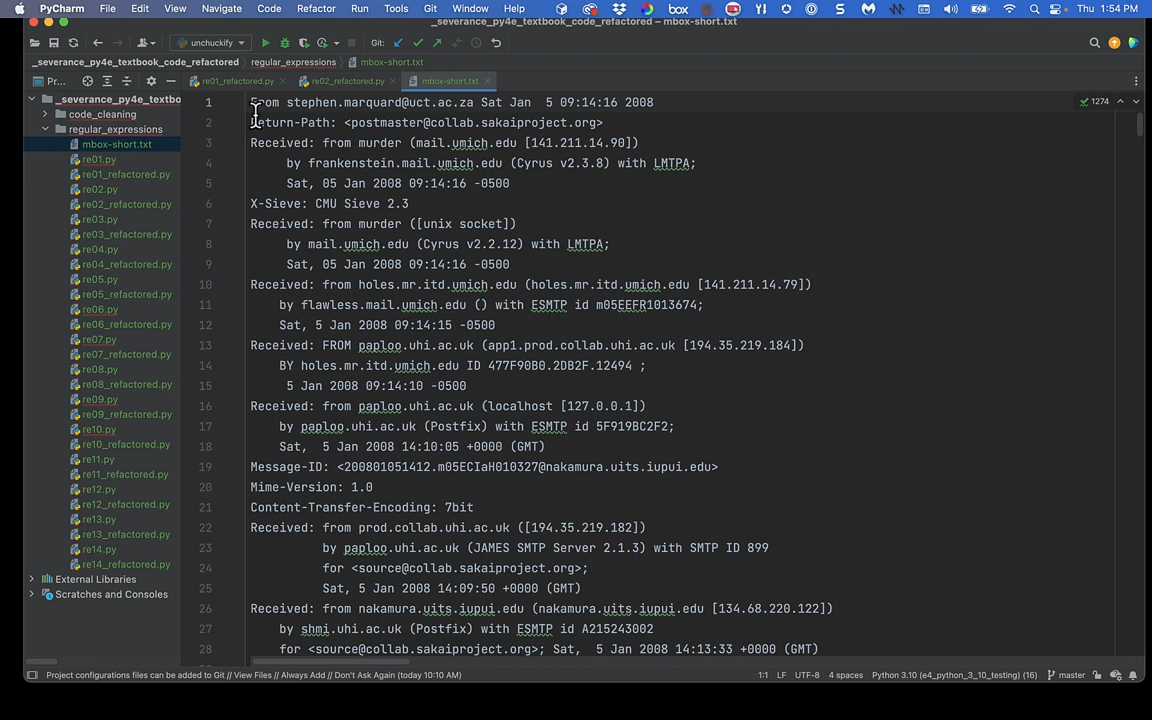 PyCharm File Edit View Navigate Code Refactor Run Tools Git Window Help box Thu 1:54 PM
_severance_py4e_textbook_code_refactored – mbox-short.txt
unchuckify Git:
_severance_py4e_textbook_code_refactored regular_expressions mbox-short.txt
Pr... re01_refactored.py re02_refactored.py mbox-short.txt
_severance_py4e_textbo
code_cleaning
regular_expressions
mbox-short.txt
re01.py
re01_refactored.py
re02.py
re02_refactored.py
re03.py
re03_refactored.py
re04.py
re04_refactored.py
re05.py
re05_refactored.py
re06.py
re06_refactored.py
re07.py
re07_refactored.py
re08.py
re08_refactored.py
re09.py
re09_refactored.py
re10.py
re10_refactored.py
re11.py
re11_refactored.py
re12.py
re12_refactored.py
re13.py
re13_refactored.py
re14.py
re14_refactored.py
External Libraries
Scratches and Consoles
1274
1 From stephen.marquard@uct.ac.za Sat Jan  5 09:14:16 2008
2 Return-Path: <postmaster@collab.sakaiproject.org>
3 Received: from murder (mail.umich.edu [141.211.14.90])
4 by frankenstein.mail.umich.edu (Cyrus v2.3.8) with LMTPA;
5 Sat, 05 Jan 2008 09:14:16 -0500
6 X-Sieve: CMU Sieve 2.3
7 Received: from murder ([unix socket])
8 by mail.umich.edu (Cyrus v2.2.12) with LMTPA;
9 Sat, 05 Jan 2008 09:14:16 -0500
10 Received: from holes.mr.itd.umich.edu (holes.mr.itd.umich.edu [141.211.14.79])
11 by flawless.mail.umich.edu () with ESMTP id m05EEFR1013674;
12 Sat, 5 Jan 2008 09:14:15 -0500
13 Received: FROM paploo.uhi.ac.uk (app1.prod.collab.uhi.ac.uk [194.35.219.184])
14 BY holes.mr.itd.umich.edu ID 477F90B0.2DB2F.12494 ;
15 5 Jan 2008 09:14:10 -0500
16 Received: from paploo.uhi.ac.uk (localhost [127.0.0.1])
17 by paploo.uhi.ac.uk (Postfix) with ESMTP id 5F919BC2F2;
18 Sat,  5 Jan 2008 14:10:05 +0000 (GMT)
19 Message-ID: <200801051412.m05ECIaH010327@nakamura.uits.iupui.edu>
20 Mime-Version: 1.0
21 Content-Transfer-Encoding: 7bit
22 Received: from prod.collab.uhi.ac.uk ([194.35.219.182])
23 by paploo.uhi.ac.uk (JAMES SMTP Server 2.1.3) with SMTP ID 899
24 for <source@collab.sakaiproject.org>;
25 Sat, 5 Jan 2008 14:09:50 +0000 (GMT)
26 Received: from nakamura.uits.iupui.edu (nakamura.uits.iupui.edu [134.68.220.122])
27 by shmi.uhi.ac.uk (Postfix) with ESMTP id A215243002
28 for <source@collab.sakaiproject.org>; Sat,  5 Jan 2008 14:13:33 +0000 (GMT)
Project configurations files can be added to Git // View Files // Always Add // Don't Ask Again (today 10:10 AM) 1:1 LF UTF-8 4 spaces Python 3.10 (e4_python_3_10_testing) (16) master